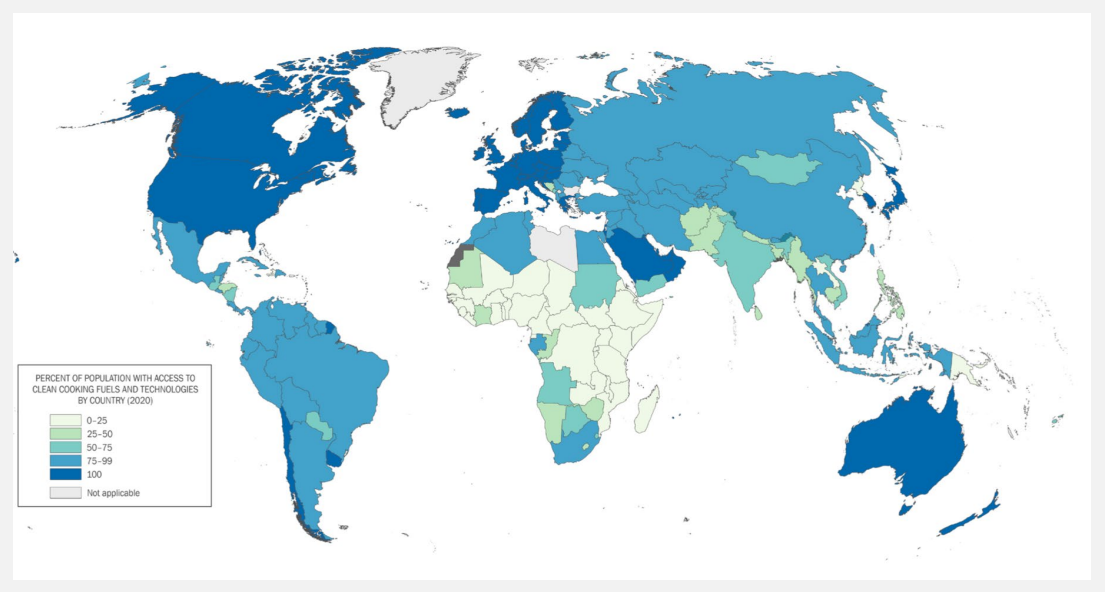 PERCENT OF POPULATION WITH ACCESS TO
CLEAN COOKING FUELS AND TECHNOLOGIES
BY COUNTRY (2020)
0–25
25–50
50–75
75–99
100
Not applicable